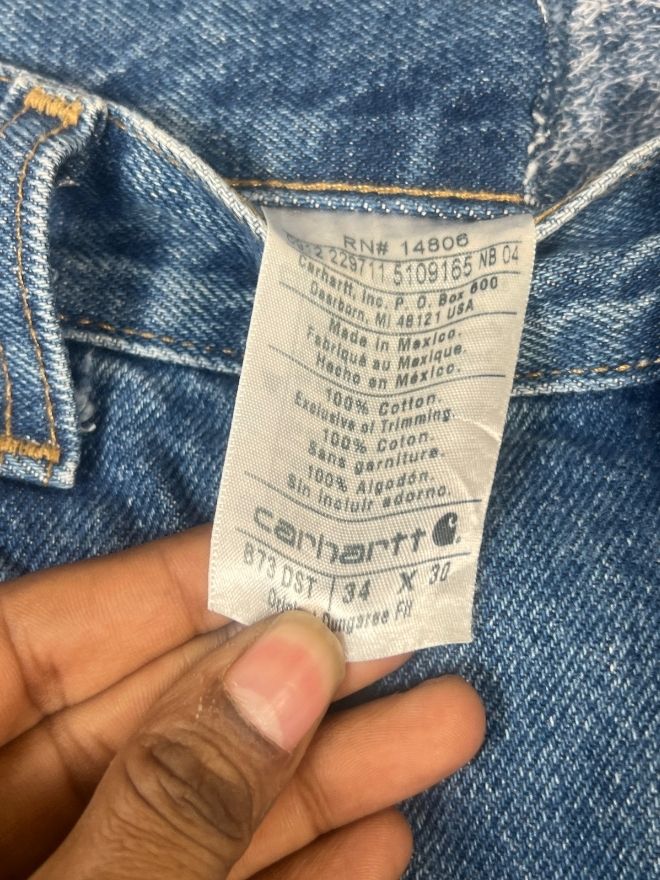 RN# 14806
229711 5109165 NB 04
Carhartt, Inc. P. O. Box 600
Dearborn, MI 48121 USA
Made in Mexico.
Fabriqué au Mexique.
Hecho en México.
100% Cotton.
Exclusive of Trimming.
100% Coton.
Sans garniture.
100% Algodón.
Sin incluir adorno.
carhartt
B73 DST 34 X 30
Dungaree Fit